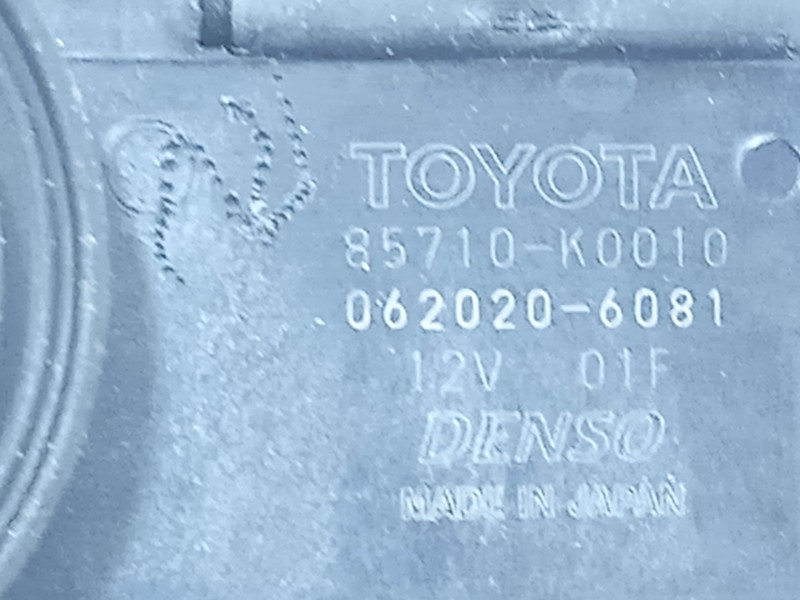 TOYOTA
85710-K0010
062020-6081
12V 01F
DENSO
MADE IN JAPAN